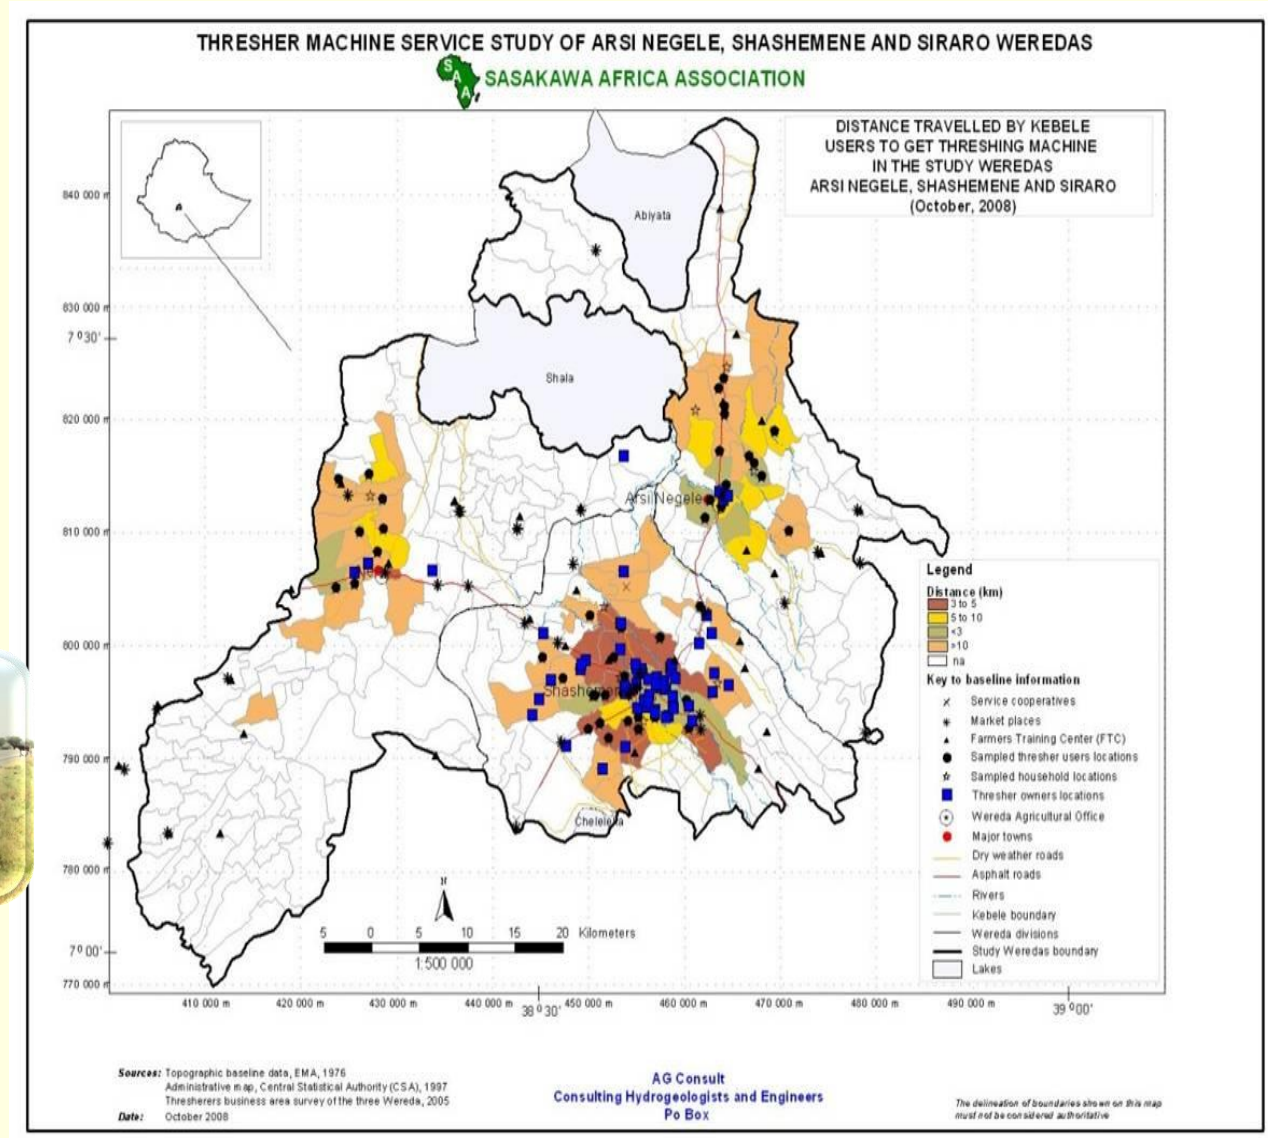 THRESHER MACHINE SERVICE STUDY OF ARSI NEGELE, SHASHEMENE AND SIRARO WEREDAS
S
A
A
SASAKAWA AFRICA ASSOCIATION
DISTANCE TRAVELLED BY KEBELE
USERS TO GET THRESHING MACHINE
IN THE STUDY WEREDAS
ARSI NEGELE, SHASHEMENE AND SIRARO
(October, 2008)
840 000 m
830 000 m
7°30'
820 000 m
810 000 m
800 000 m
790 000 m
780 000 m
7°00'
770 000 m
Abiyata
Shala
Arsi Negele
Legend
Distance (km)
3 to 5
5 to 10
<3
>10
na
Key to baseline information
Service cooperatives
Market places
Farmers Training Center (FTC)
Sampled thresher users locations
Sampled household locations
Thresher owners locations
Wereda Agricultural Office
Major towns
Dry weather roads
Asphalt roads
Rivers
Kebele boundary
Wereda divisions
Study Weredas boundary
Lakes
N
5 0 5 10 15 20 Kilometers
1:500 000
410 000 m 420 000 m 430 000 m 440 000 m 450 000 m 460 000 m 470 000 m 480 000 m 490 000 m
38°30' 39°00'
Sources: Topographic baseline data, EMA, 1976
Administrative map, Central Statistical Authority (CSA), 1997
Thresherers business area survey of the three Wereda, 2005
Date: October 2008
AG Consult
Consulting Hydrogeologists and Engineers
Po Box
The delineation of boundaries shown on this map
must not be considered authoritative